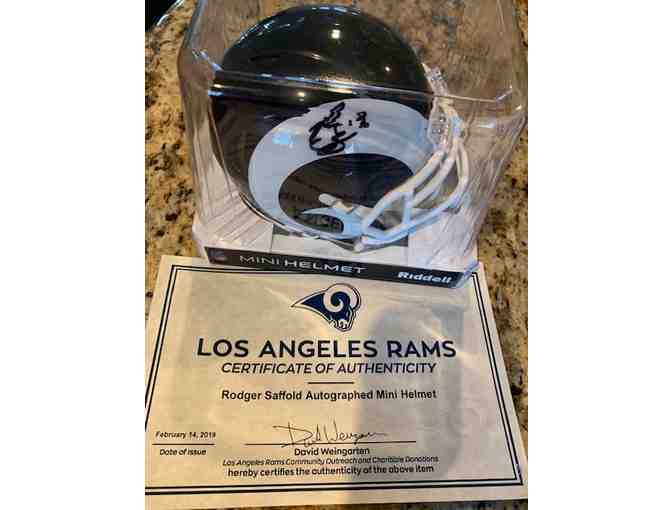 MINI HELMET Riddell
LOS ANGELES RAMS
CERTIFICATE OF AUTHENTICITY
Rodger Saffold Autographed Mini Helmet
February 14, 2019
Date of issue
David Weingarten
Los Angeles Rams Community Outreach and Charitible Donations
hereby certifies the authenticity of the above item